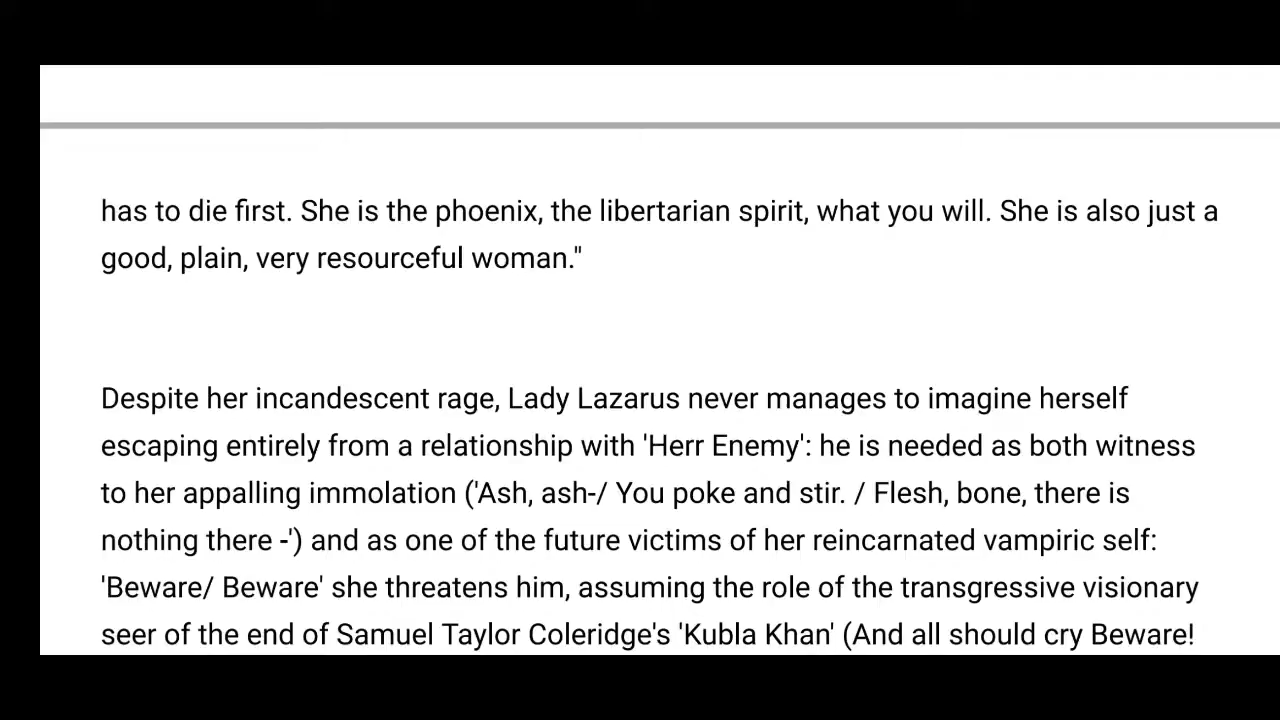 has to die first. She is the phoenix, the libertarian spirit, what you will. She is also just a
good, plain, very resourceful woman."
Despite her incandescent rage, Lady Lazarus never manages to imagine herself
escaping entirely from a relationship with 'Herr Enemy': he is needed as both witness
to her appalling immolation ('Ash, ash-/ You poke and stir. / Flesh, bone, there is
nothing there -') and as one of the future victims of her reincarnated vampiric self:
'Beware/ Beware' she threatens him, assuming the role of the transgressive visionary
seer of the end of Samuel Taylor Coleridge's 'Kubla Khan' (And all should cry Beware!